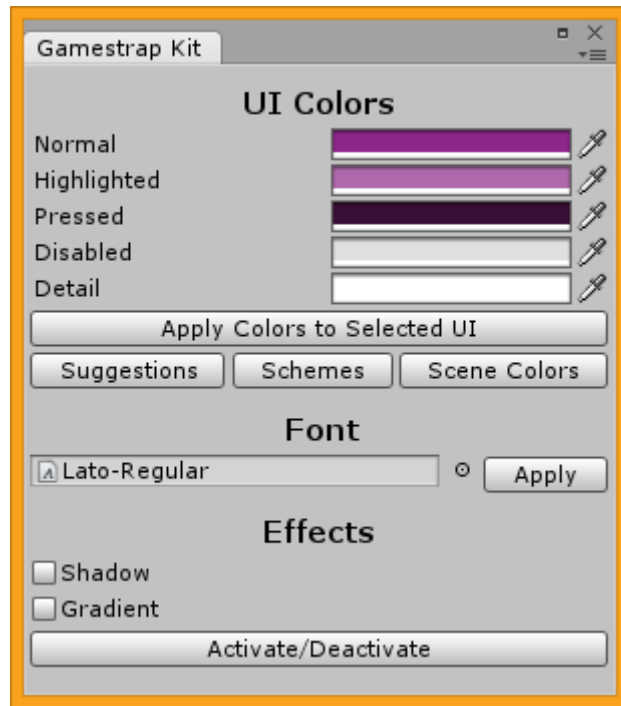 Gamestrap Kit
UI Colors
Normal
Highlighted
Pressed
Disabled
Detail
Apply Colors to Selected UI
Suggestions Schemes Scene Colors
Font
Lato-Regular Apply
Effects
Shadow
Gradient
Activate/Deactivate